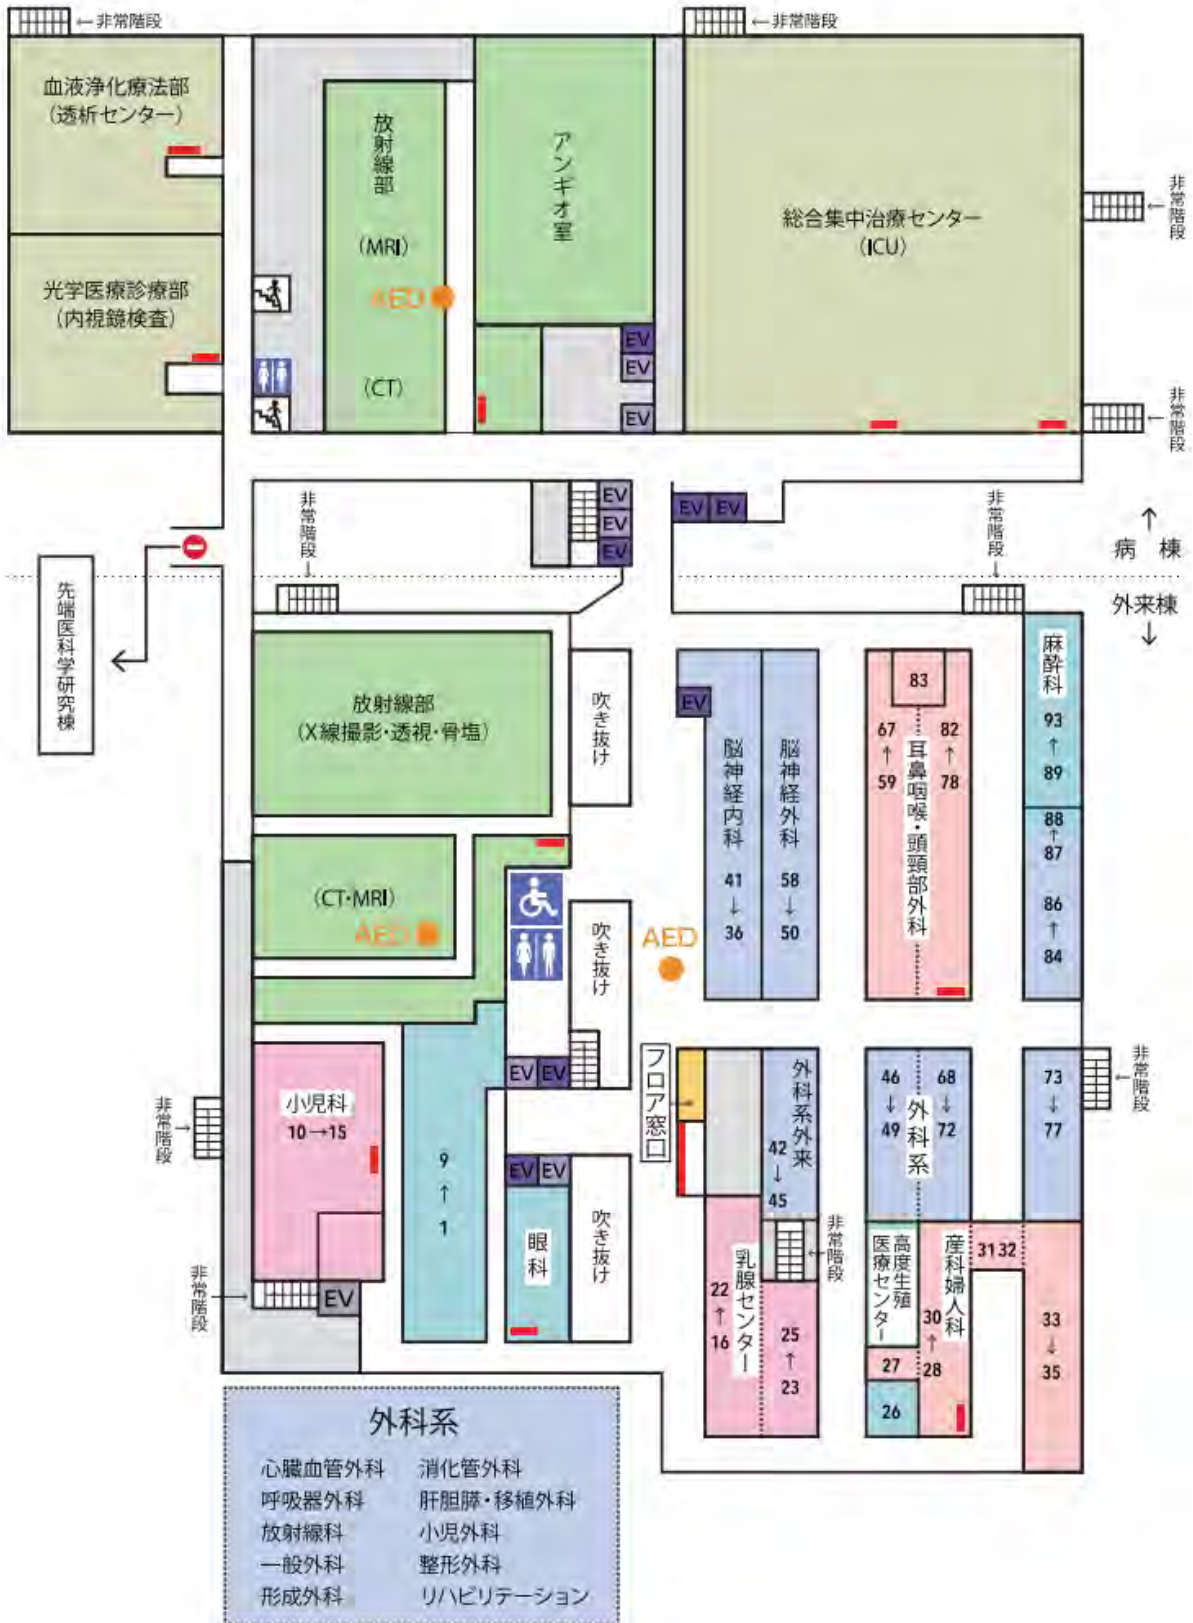 ←非常階段
←非常階段
血液浄化療法部
（透析センター）
放射線部
(MRI)
AED
(CT)
アンギオ室
EV
EV
EV
総合集中治療センター
(ICU)
←非常階段
←非常階段
光学医療診療部
（内視鏡検査）
非常階段
↓
EV
EV
EV
EV EV
非常階段
↓
↑
病 棟
外来棟
↓
先端医科学研究棟
放射線部
（X線撮影・透視・骨塩）
吹き抜け
EV
脳神経内科
41
↓
36
脳神経外科
58
↓
50
83
67
↑
59
耳鼻咽喉・頭頸部外科
82
↑
78
麻酔科
93
↑
89
88
↑
87
86
↑
84
(CT・MRI)
AED
吹き抜け
AED
EV EV
小児科
10→15
非常階段→
9
↑
1
EV EV
眼科
吹き抜け
非常階段→
EV
フロア窓口
外科系外来
42
↓
45
←非常階段
乳腺センター
22
↑
16
25
↑
23
46
↓
49
外科系
68
↓
72
73
↓
77
←非常階段
高度生殖
医療センター
産科婦人科
30
↑
28
27
26
31 32
33
↓
35
外科系
心臓血管外科 消化管外科
呼吸器外科 肝胆膵・移植外科
放射線科 小児外科
一般外科 整形外科
形成外科 リハビリテーション